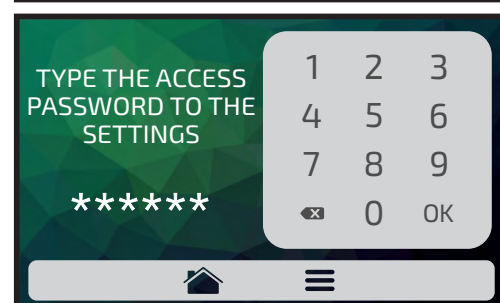 TYPE THE ACCESS
PASSWORD TO THE
SETTINGS
******
1 2 3
4 5 6
7 8 9
0 OK